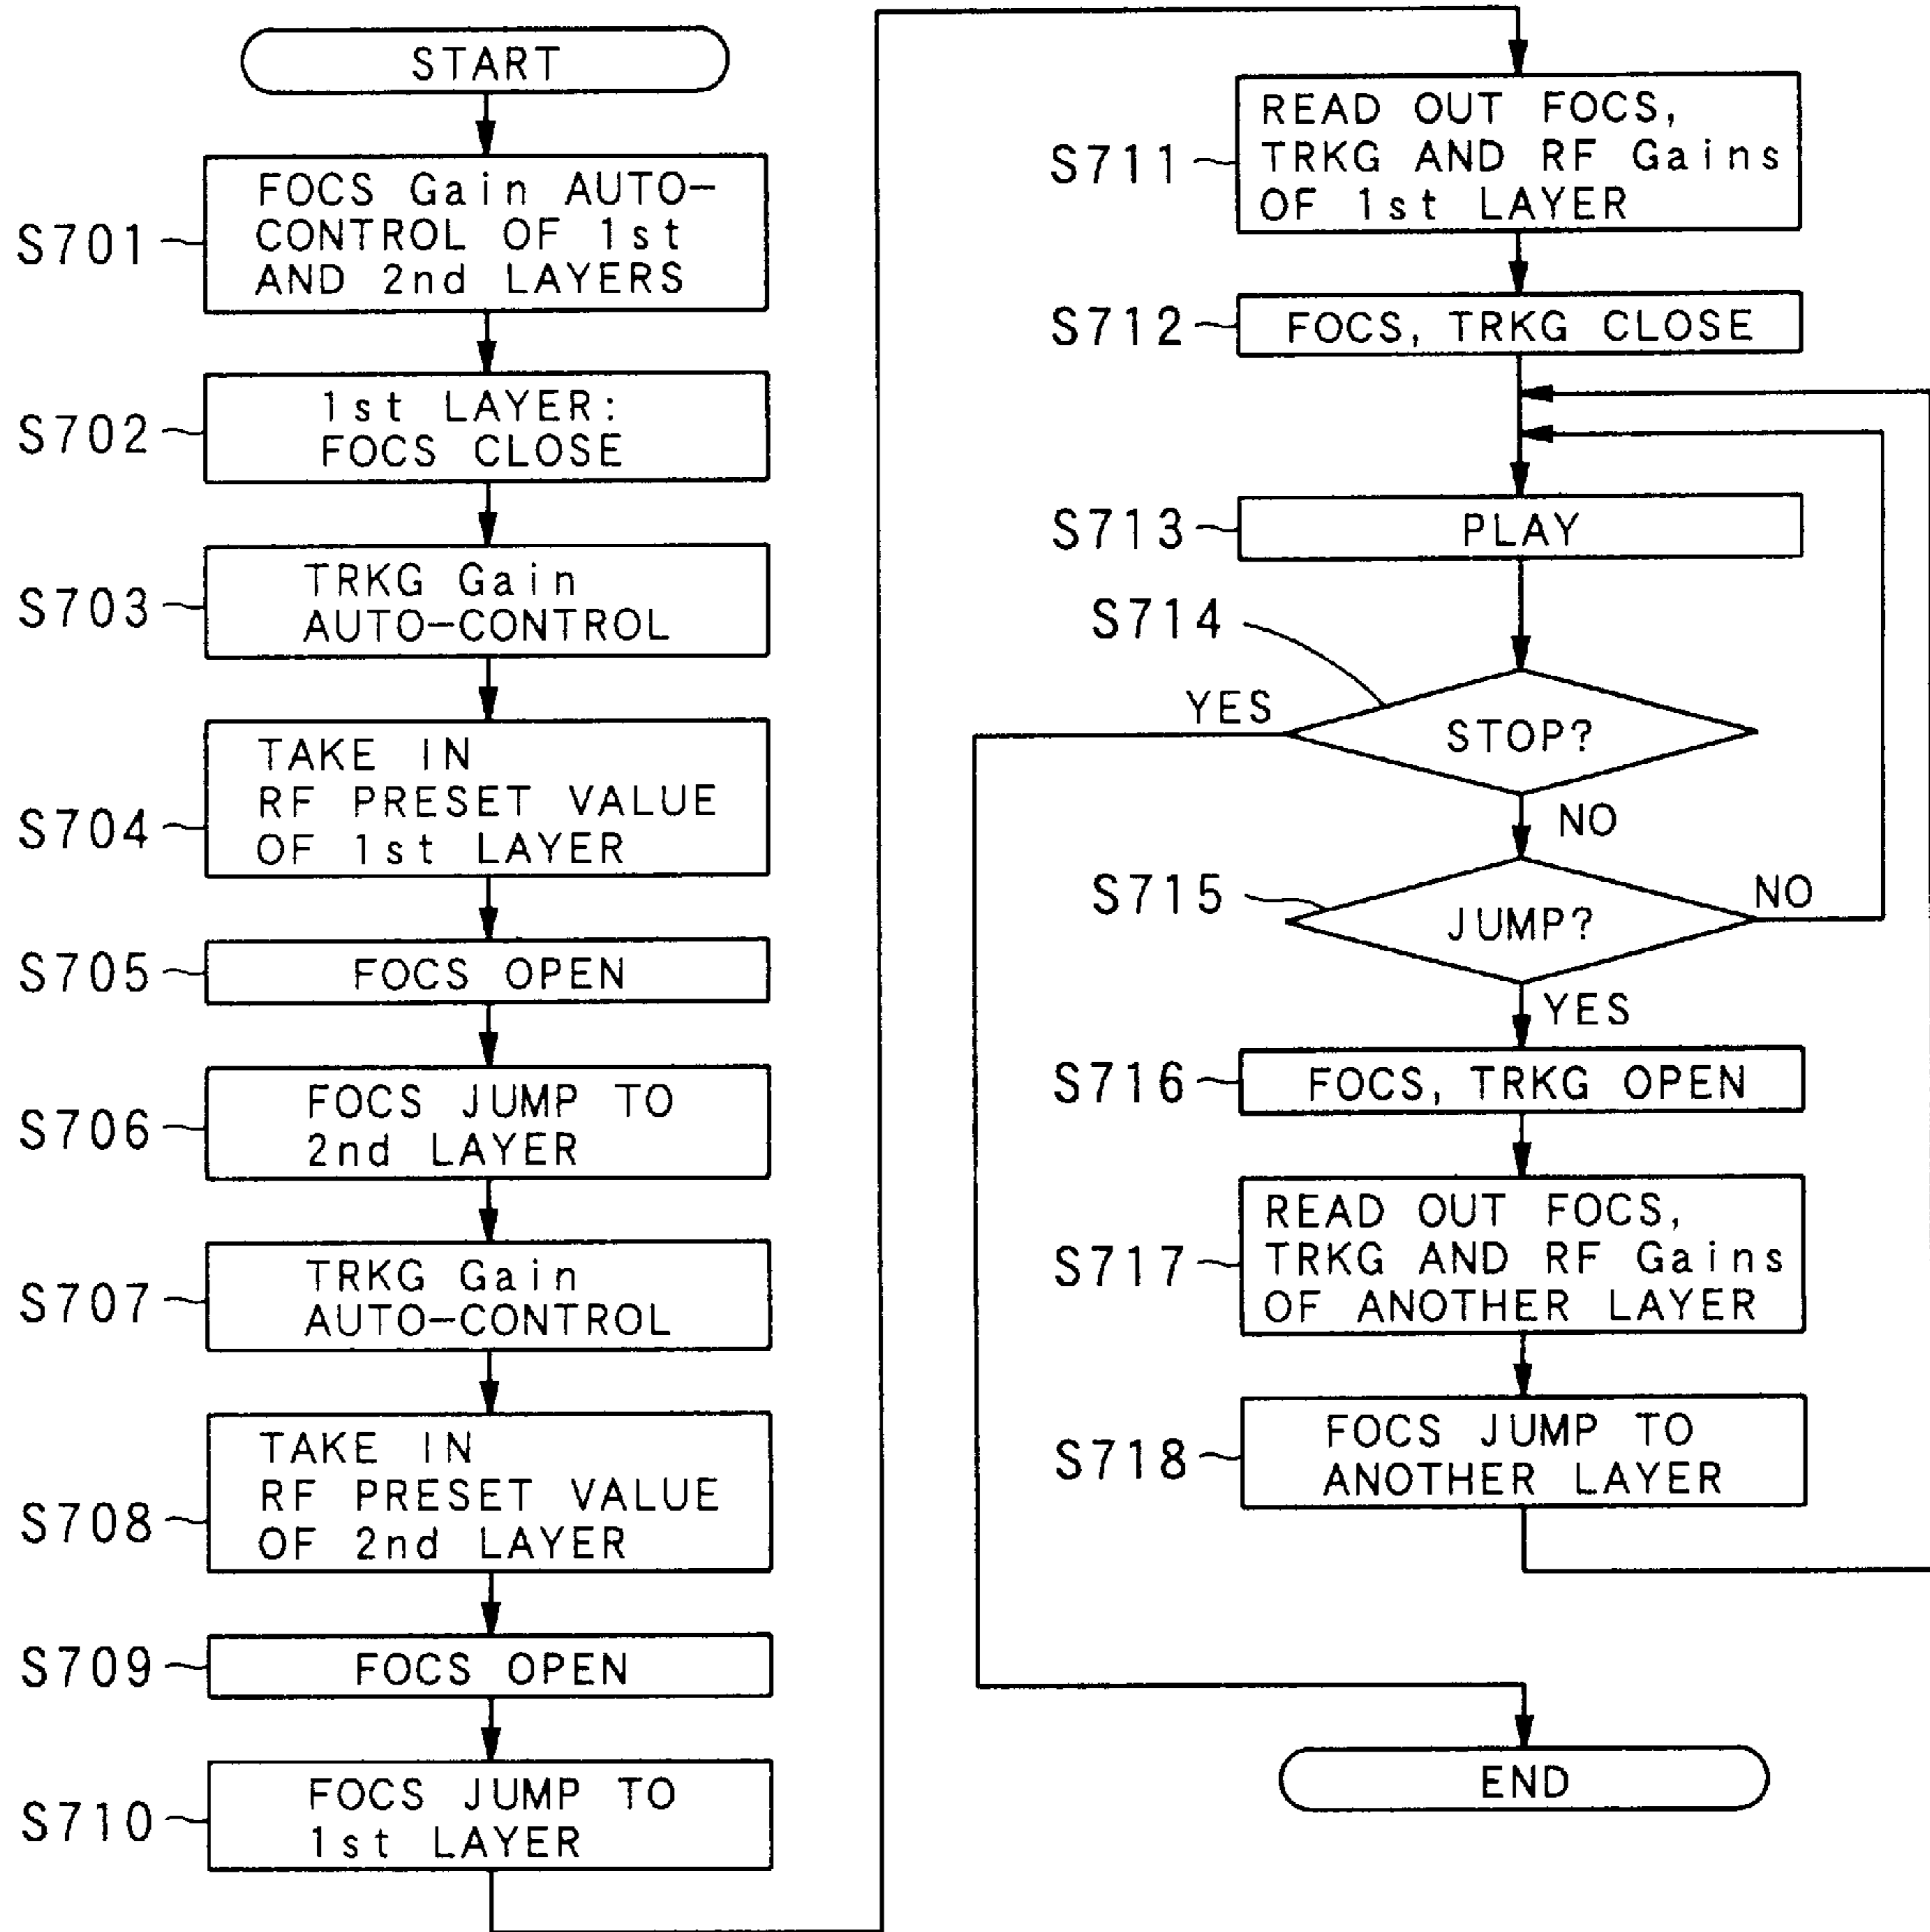 START
S701
FOCS Gain AUTO-
CONTROL OF 1st
AND 2nd LAYERS
S702
1st LAYER:
FOCS CLOSE
S703
TRKG Gain
AUTO-CONTROL
S704
TAKE IN
RF PRESET VALUE
OF 1st LAYER
S705
FOCS OPEN
S706
FOCS JUMP TO
2nd LAYER
S707
TRKG Gain
AUTO-CONTROL
S708
TAKE IN
RF PRESET VALUE
OF 2nd LAYER
S709
FOCS OPEN
S710
FOCS JUMP TO
1st LAYER
S711
READ OUT FOCS,
TRKG AND RF Gains
OF 1st LAYER
S712
FOCS, TRKG CLOSE
S713
PLAY
S714
YES
STOP?
NO
S715
JUMP?
NO
YES
S716
FOCS, TRKG OPEN
S717
READ OUT FOCS,
TRKG AND RF Gains
OF ANOTHER LAYER
S718
FOCS JUMP TO
ANOTHER LAYER
END